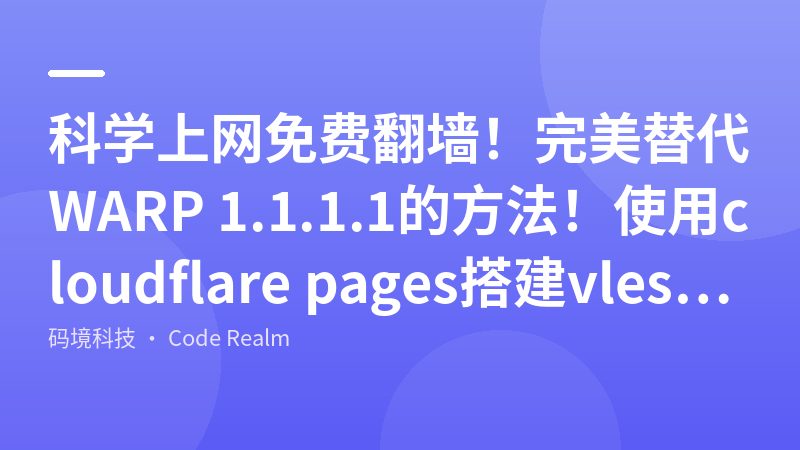 科学上网免费翻墙！完美替代
WARP 1.1.1.1的方法！使用c
loudflare pages搭建vles…
码境科技 · Code Realm